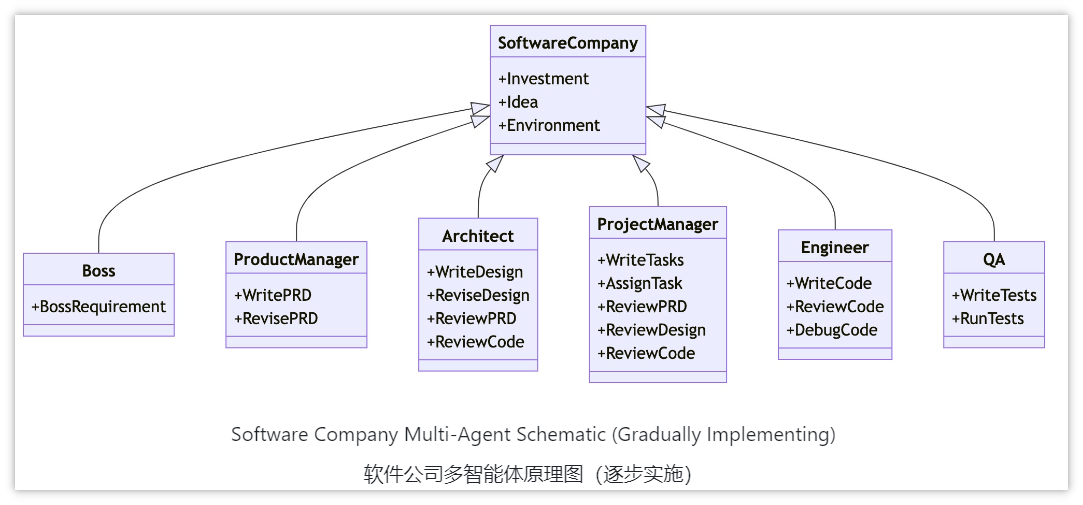 SoftwareCompany
+Investment
+Idea
+Environment
Boss
+BossRequirement
ProductManager
+WritePRD
+RevisePRD
Architect
+WriteDesign
+ReviseDesign
+ReviewPRD
+ReviewCode
ProjectManager
+WriteTasks
+AssignTask
+ReviewPRD
+ReviewDesign
+ReviewCode
Engineer
+WriteCode
+ReviewCode
+DebugCode
QA
+WriteTests
+RunTests
Software Company Multi-Agent Schematic (Gradually Implementing)
软件公司多智能体原理图（逐步实施）